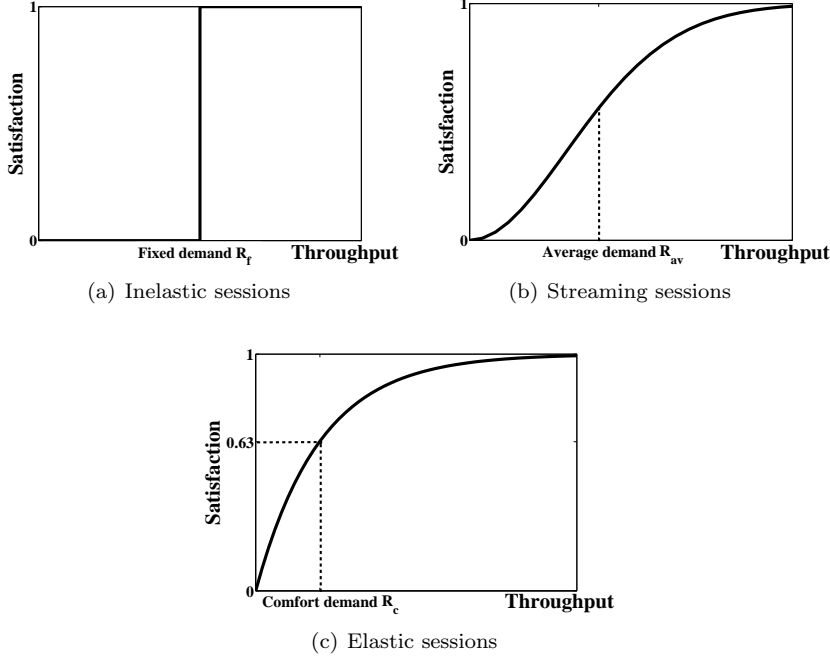 1
Satisfaction
0
Fixed demand R_f
Throughput
(a) Inelastic sessions
1
Satisfaction
0
Average demand R_av
Throughput
(b) Streaming sessions
1
0.63
Satisfaction
0
Comfort demand R_c
Throughput
(c) Elastic sessions